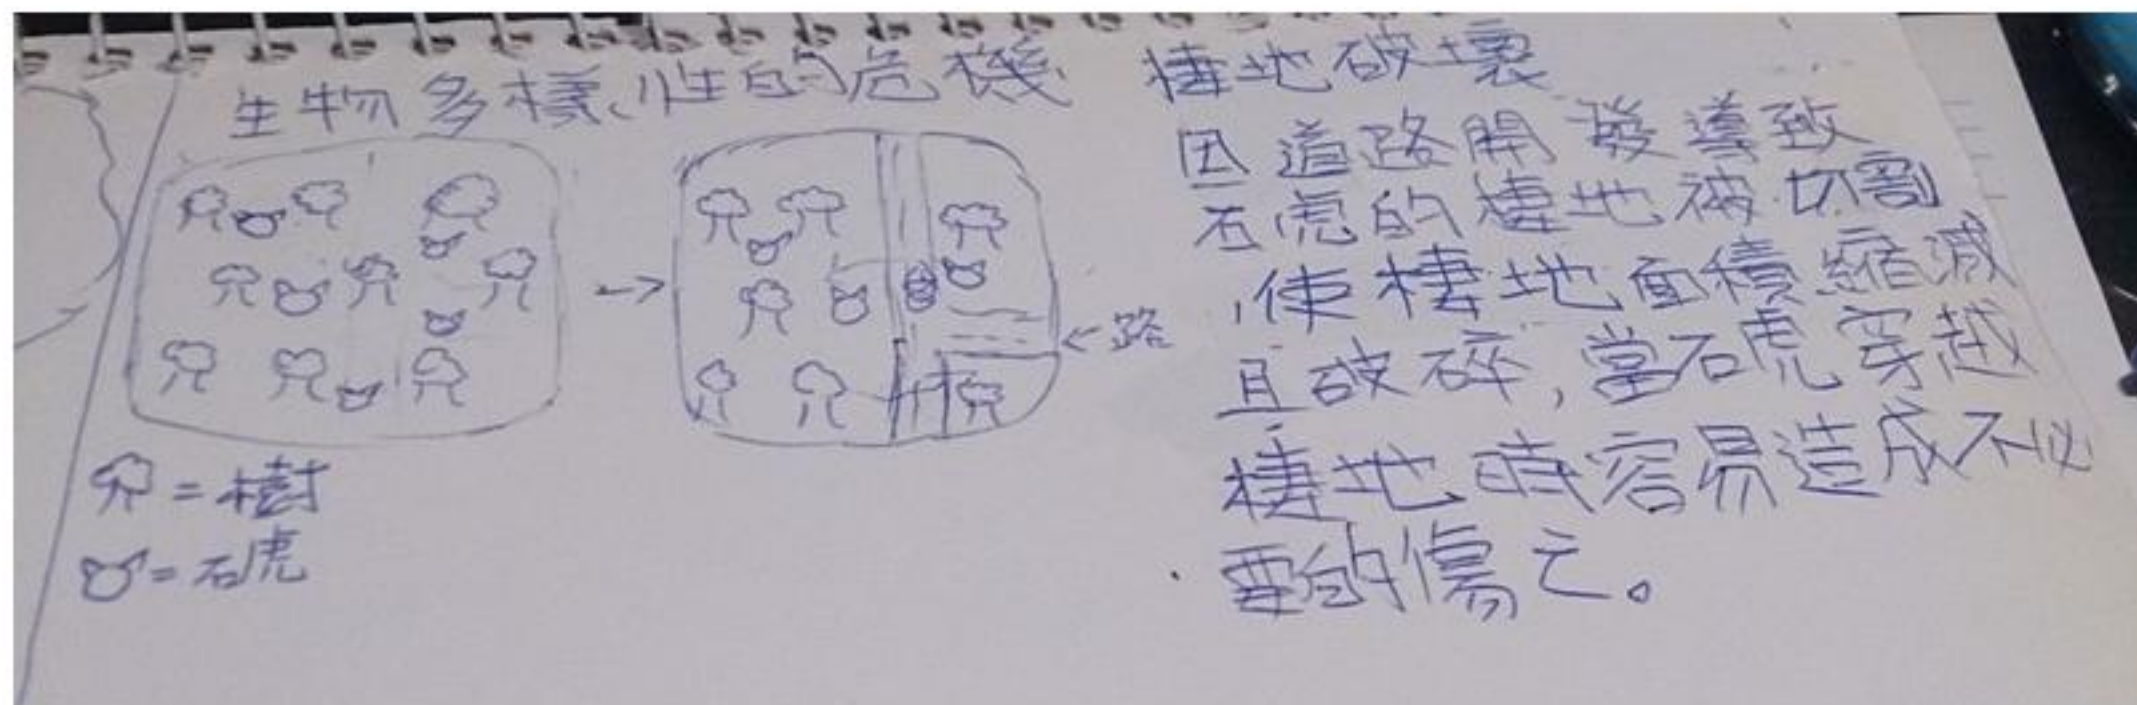 生物多樣性的危機
棲地破壞
因道路開發導致
石虎的棲地被切割
,使棲地面積縮減
且破碎,當石虎穿越
棲地時容易造成不必
要的傷亡。
←路
=樹
=石虎